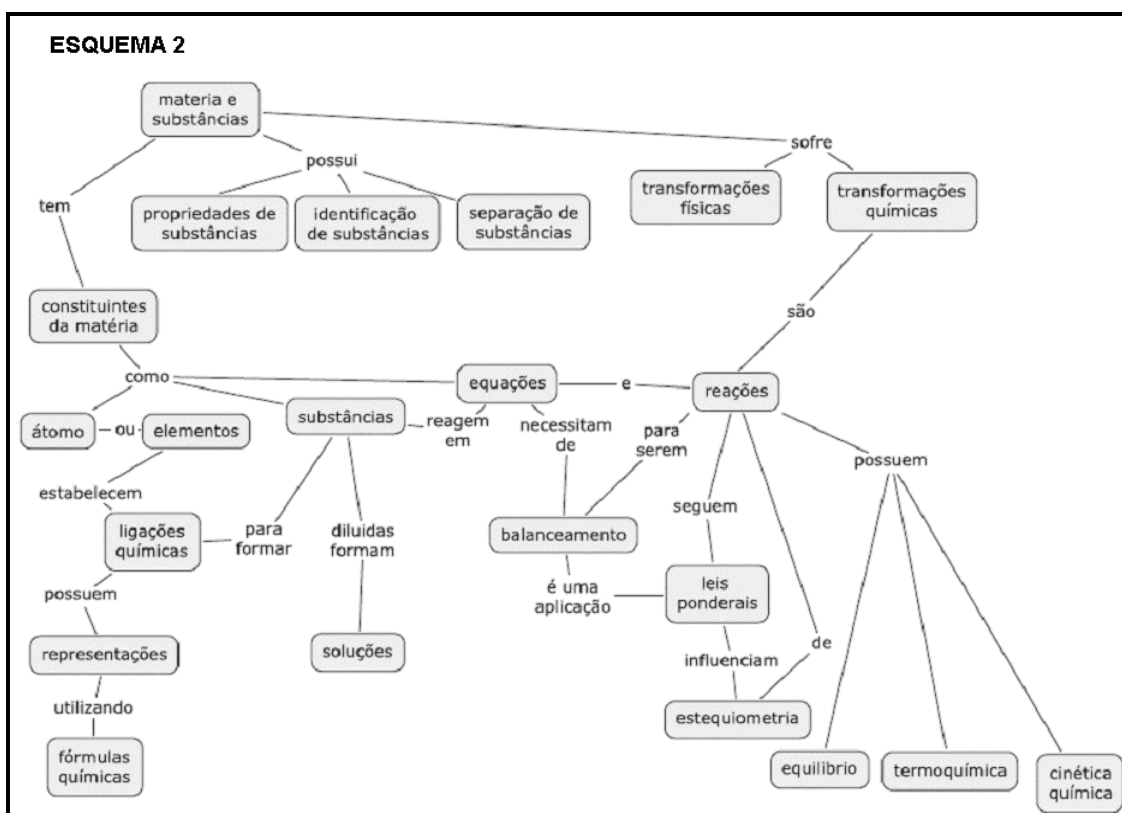 ESQUEMA 2
materia e
substâncias
sofre
possui
transformações
físicas
transformações
químicas
tem
propriedades de
substâncias
identificação
de substâncias
separação de
substâncias
constituintes
da matéria
são
como
equações
e
reações
átomo
ou
elementos
substâncias
reagem
em
necessitam
de
para
serem
possuem
estabelecem
seguem
ligações
químicas
para
formar
diluidas
formam
balanceamento
possuem
é uma
aplicação
leis
ponderais
representações
soluções
influenciam
de
utilizando
estequiometria
fórmulas
químicas
equilibrio
termoquímica
cinética
química